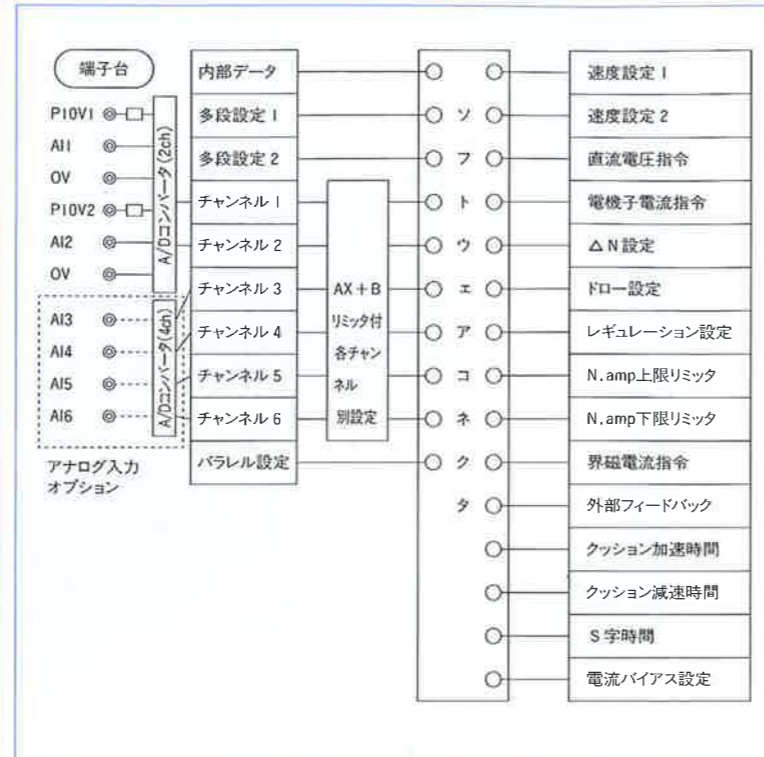 端子台
P10V1
AI1
0V
P10V2
AI2
0V
AI3
AI4
AI5
AI6
アナログ入力
オプション
A/Dコンバータ(2ch)
A/Dコンバータ(4ch)
内部データ
多段設定1
多段設定2
チャンネル1
チャンネル2
チャンネル3
チャンネル4
チャンネル5
チャンネル6
パラレル設定
AX+B
リミッタ付
各チャン
ネル
別設定
ソフトウェアコネクタ
速度設定1
速度設定2
直流電圧指令
電機子電流指令
△N設定
ドロー設定
レギュレーション設定
N.amp上限リミッタ
N.amp下限リミッタ
界磁電流指令
外部フィードバック
クッション加速時間
クッション減速時間
S字時間
電流バイアス設定